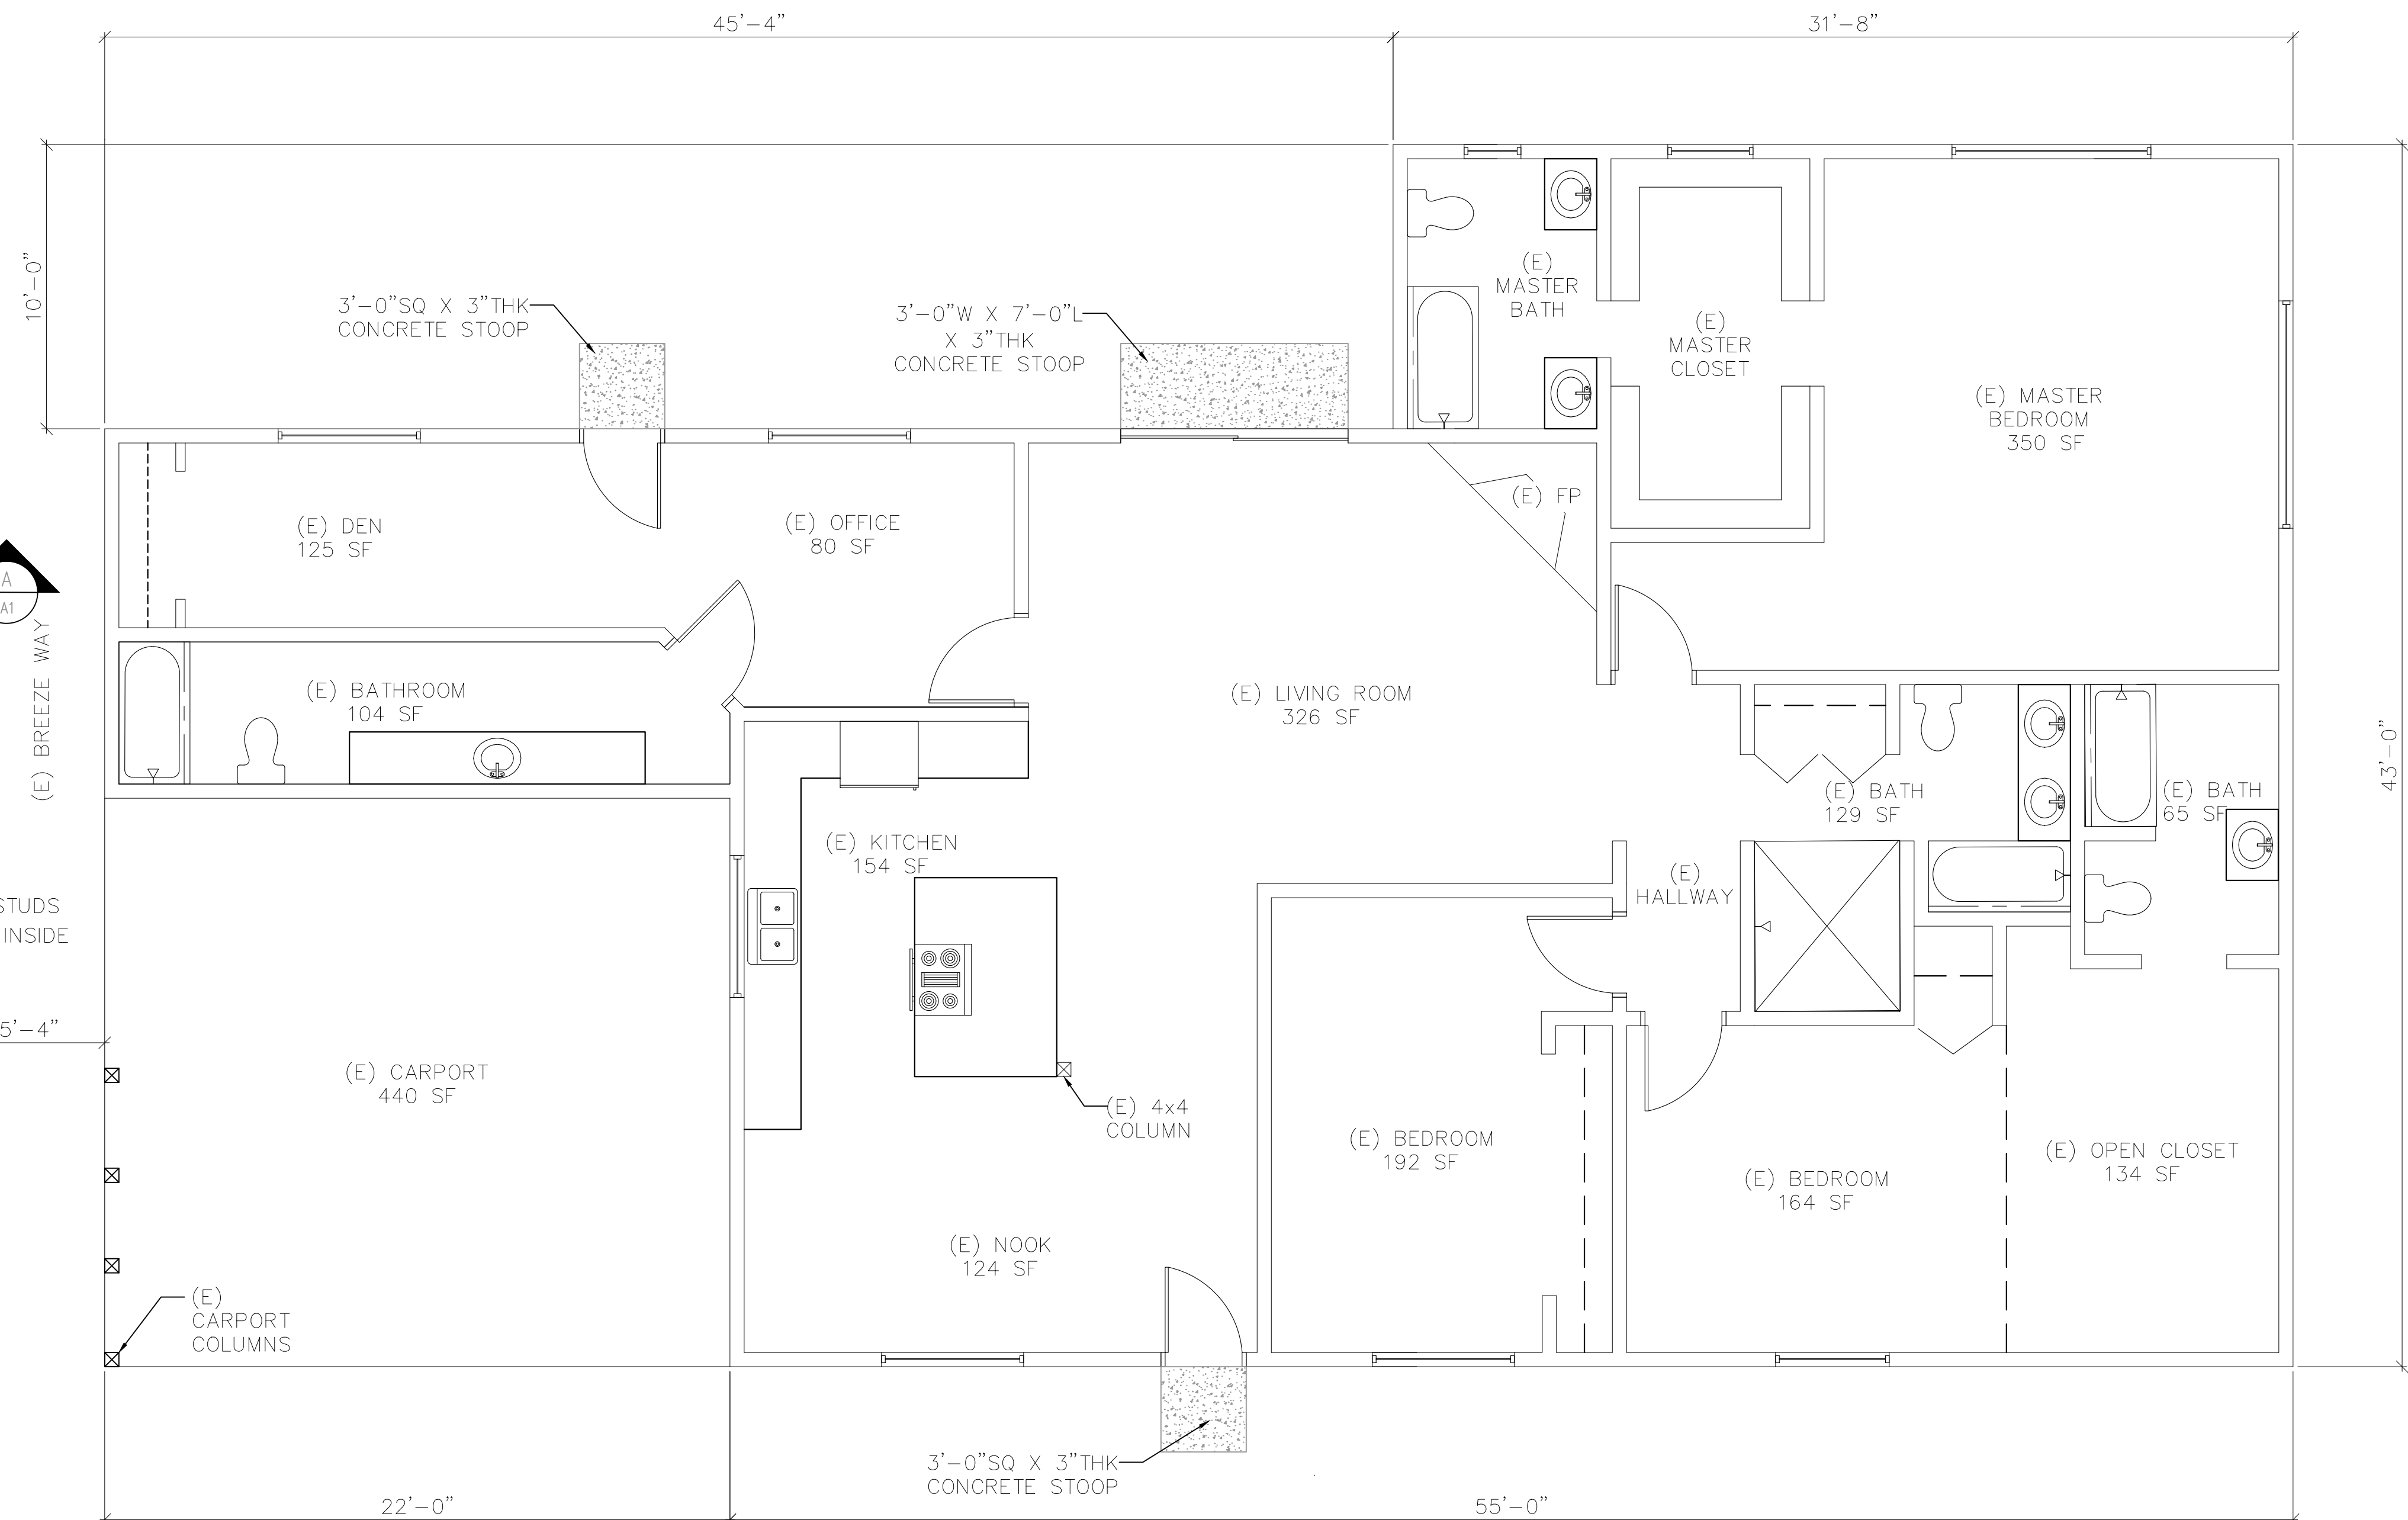 45'-4"
31'-8"
10'-0"
3'-0"SQ X 3"THK
CONCRETE STOOP
3'-0"W X 7'-0"L
X 3"THK
CONCRETE STOOP
(E)
MASTER
BATH
(E)
MASTER
CLOSET
(E) MASTER
BEDROOM
350 SF
(E) FP
(E) DEN
125 SF
(E) OFFICE
80 SF
A
A1
(E) BREEZE WAY
(E) BATHROOM
104 SF
(E) LIVING ROOM
326 SF
43'-0"
(E) BATH
129 SF
(E) BATH
65 SF
(E) KITCHEN
154 SF
(E)
HALLWAY
STUDS
INSIDE
5'-4"
(E) CARPORT
440 SF
(E) 4x4
COLUMN
(E) BEDROOM
192 SF
(E) BEDROOM
164 SF
(E) OPEN CLOSET
134 SF
(E) NOOK
124 SF
(E)
CARPORT
COLUMNS
3'-0"SQ X 3"THK
CONCRETE STOOP
22'-0"
55'-0"